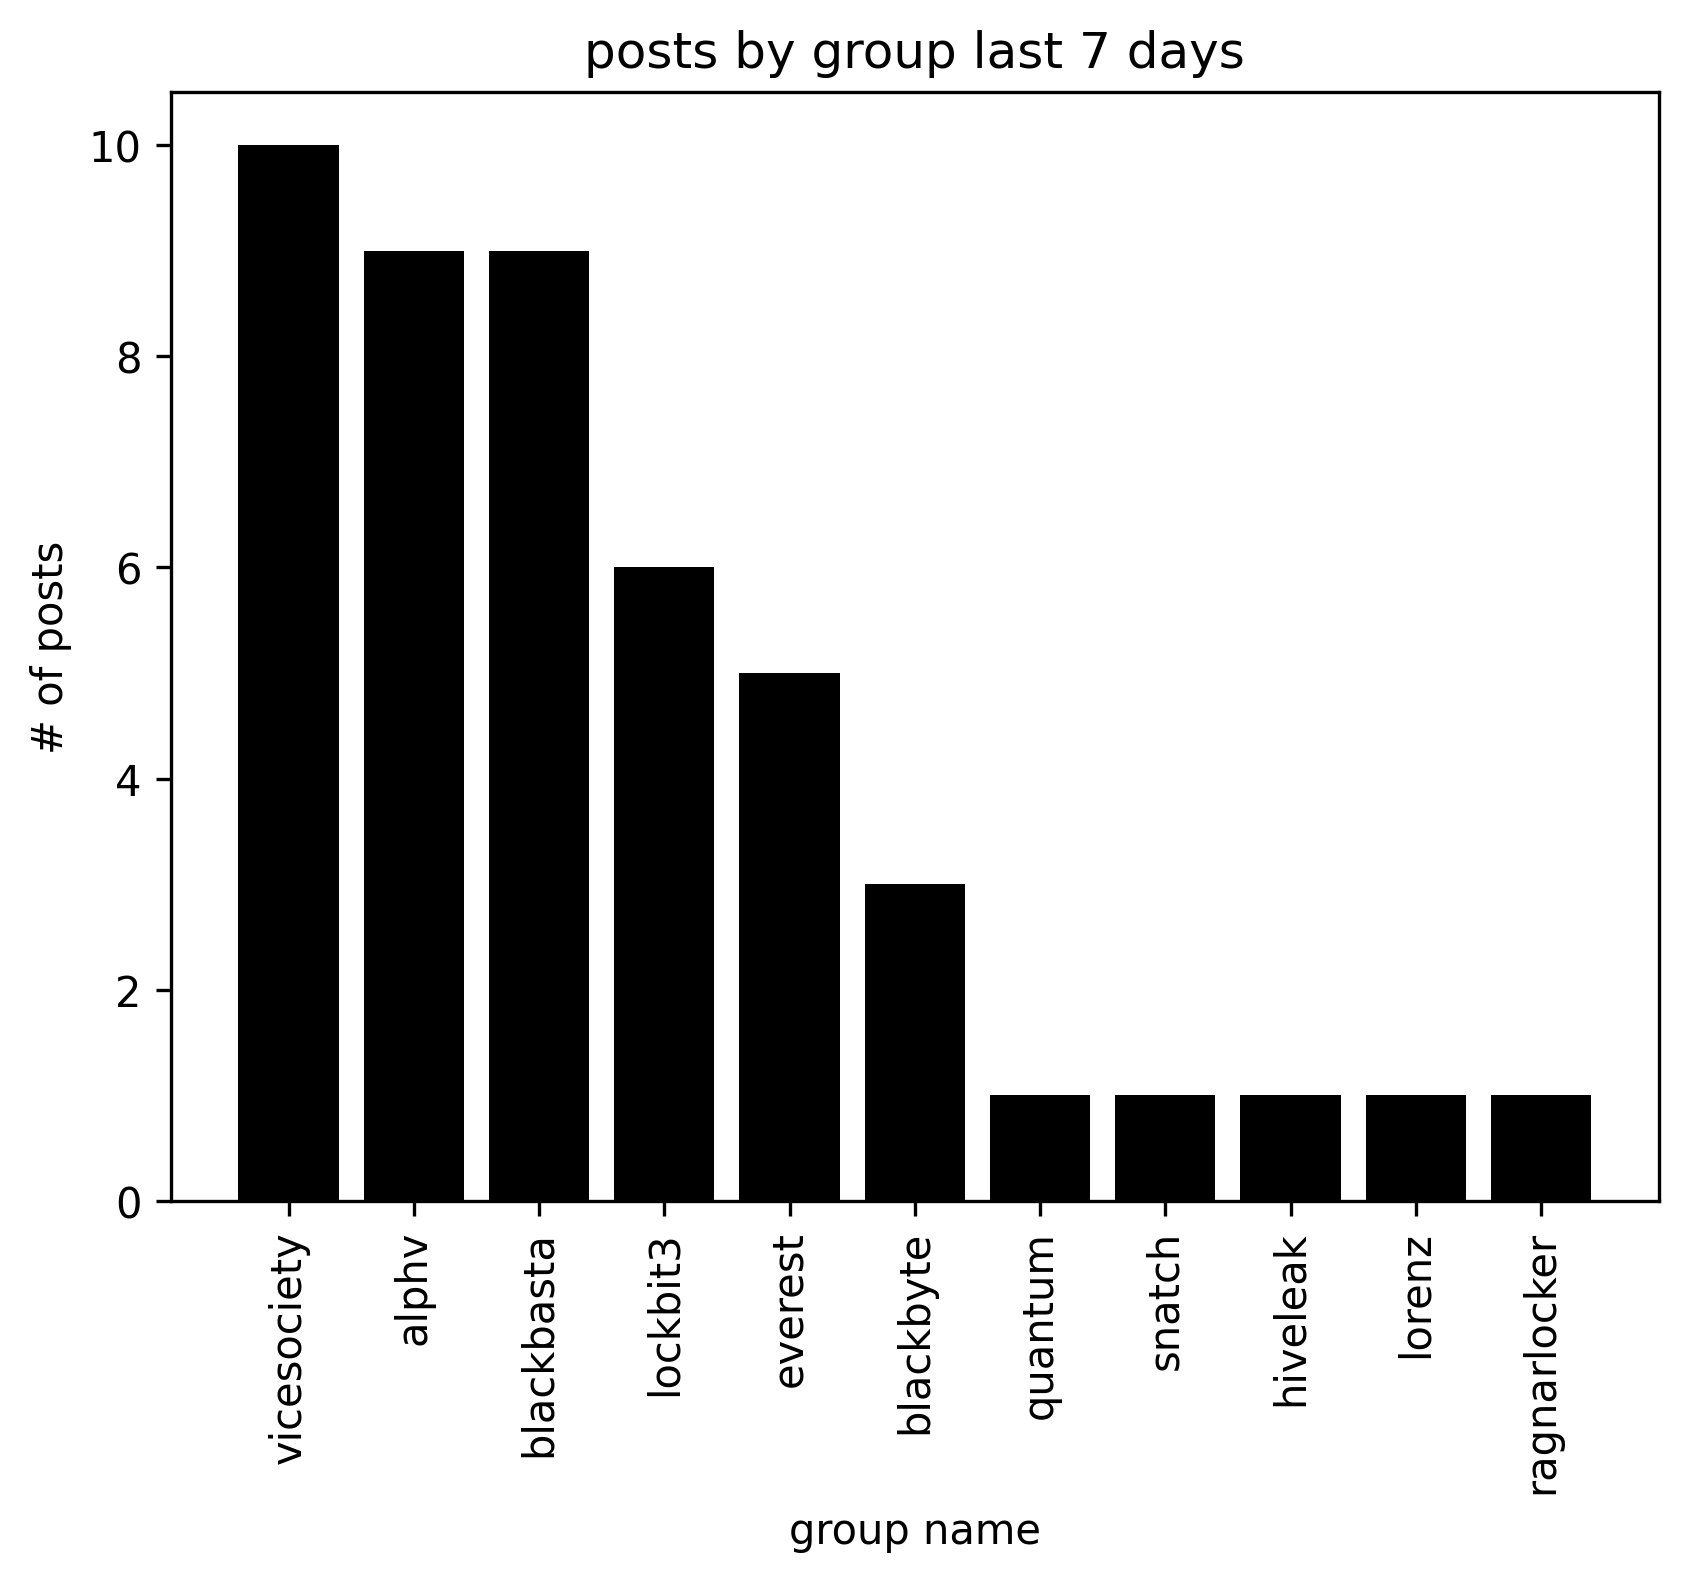 posts by group last 7 days
# of posts
10
8
6
4
2
0
vicesociety
alphv
blackbasta
lockbit3
everest
blackbyte
quantum
snatch
hiveleak
lorenz
ragnarlocker
group name